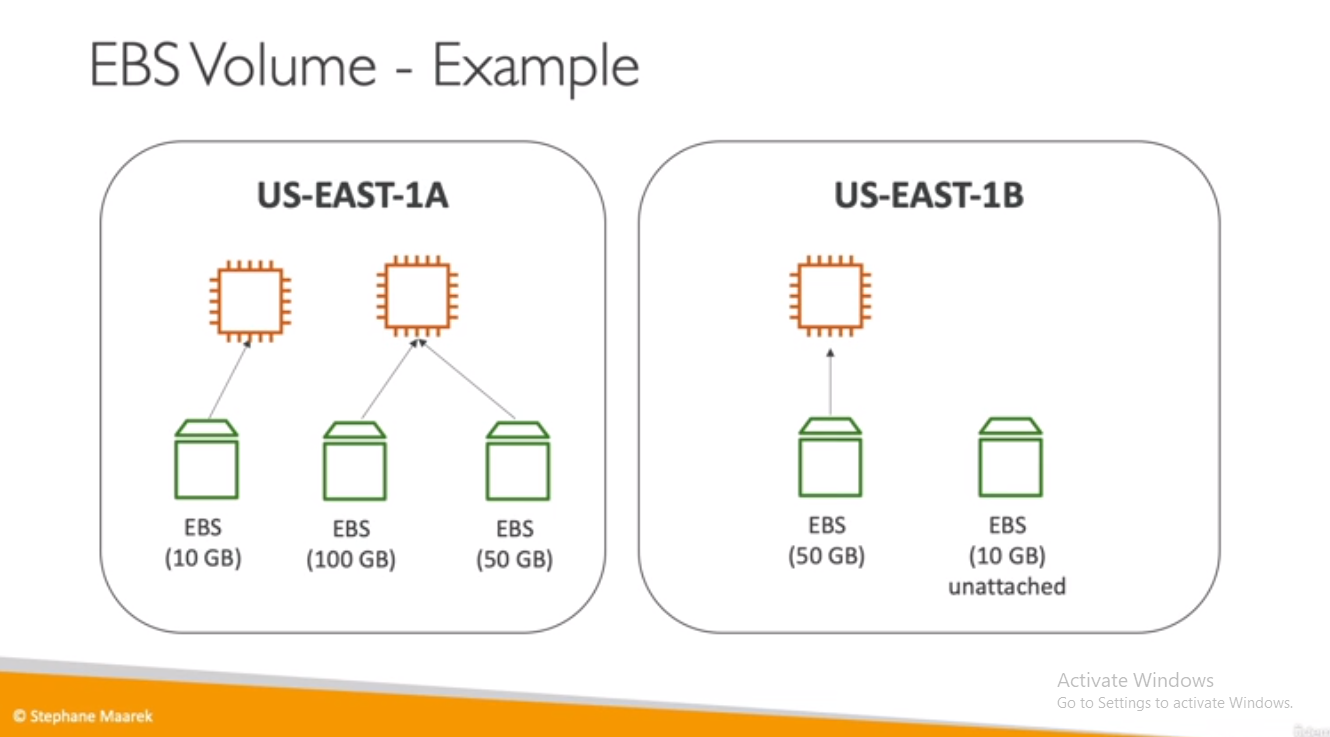 EBS Volume - Example
US-EAST-1A
US-EAST-1B
EBS
(10 GB)
EBS
(100 GB)
EBS
(50 GB)
EBS
(50 GB)
EBS
(10 GB)
unattached
Activate Windows
Go to Settings to activate Windows.
© Stephane Maarek